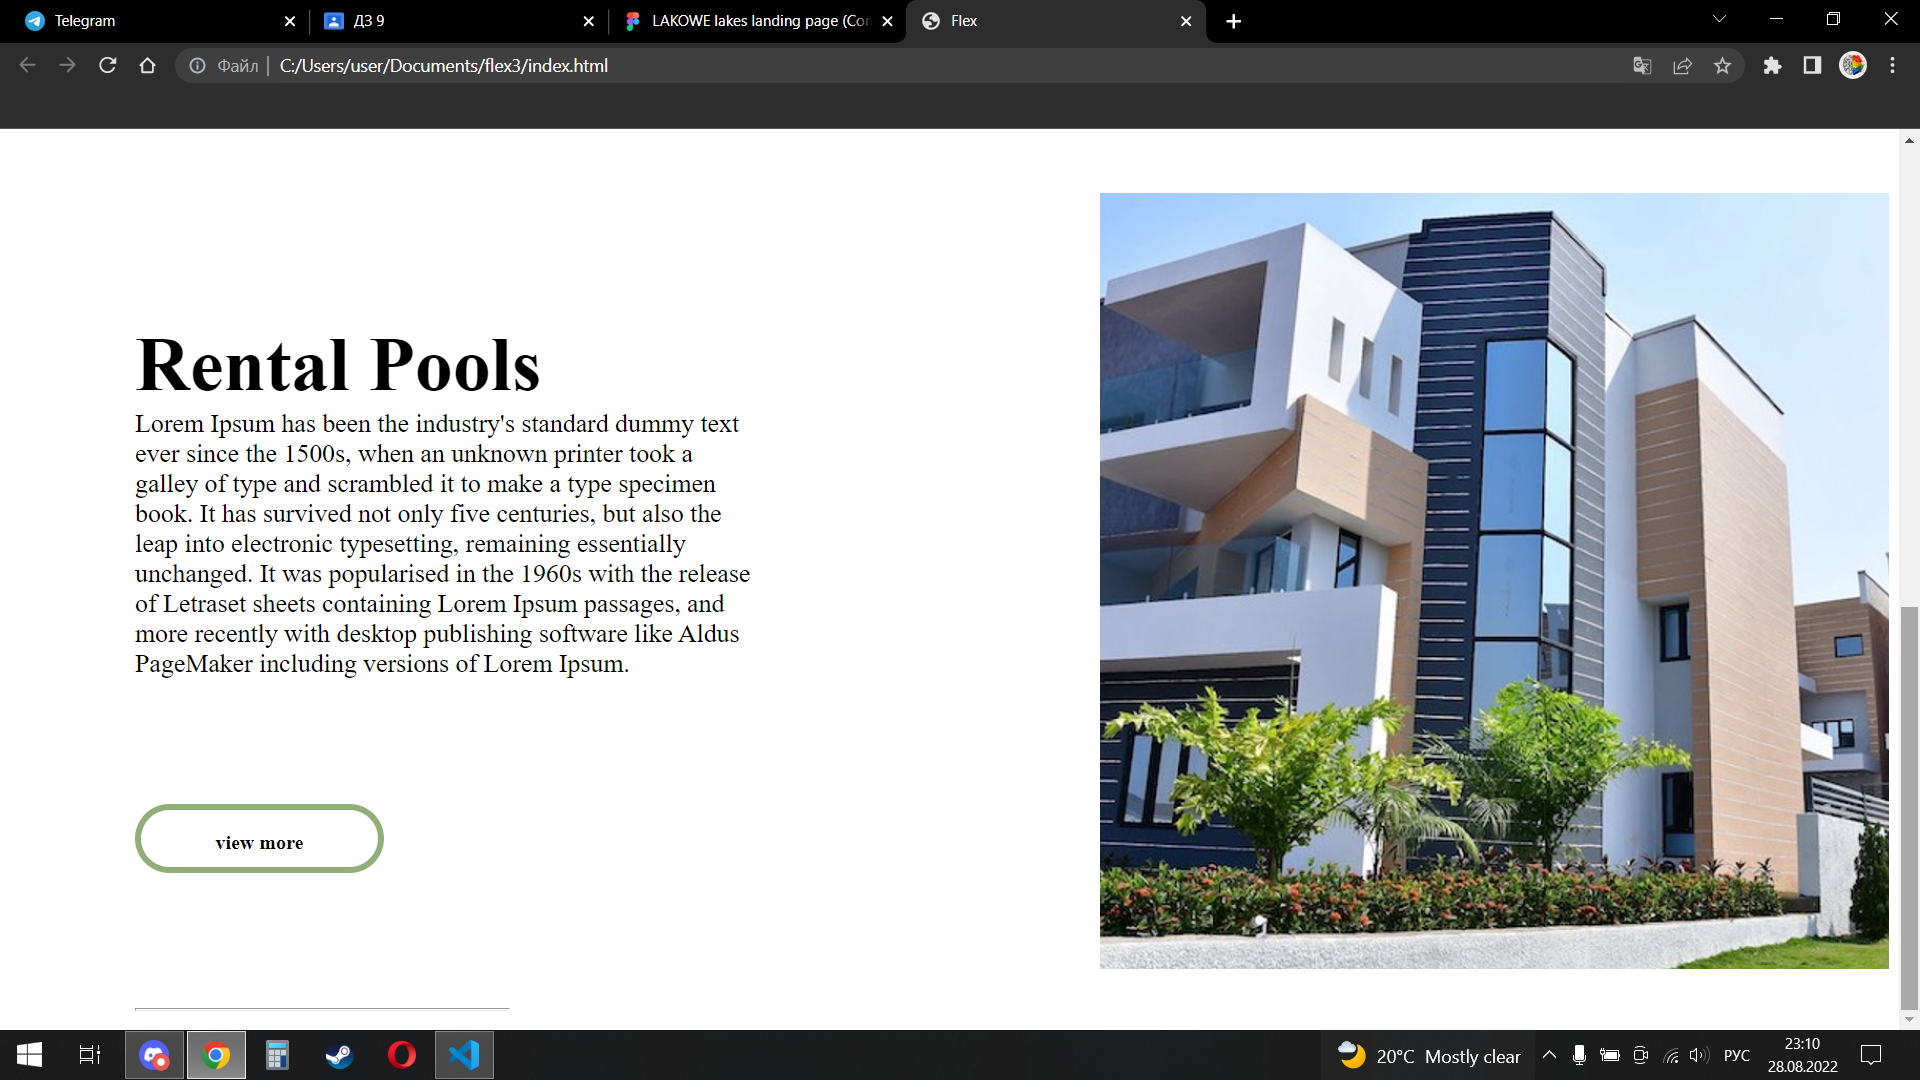 Telegram
ДЗ 9
LAKOWE lakes landing page (Con
Flex
Файл
C:/Users/user/Documents/flex3/index.html
Rental Pools
Lorem Ipsum has been the industry's standard dummy text
ever since the 1500s, when an unknown printer took a
galley of type and scrambled it to make a type specimen
book. It has survived not only five centuries, but also the
leap into electronic typesetting, remaining essentially
unchanged. It was popularised in the 1960s with the release
of Letraset sheets containing Lorem Ipsum passages, and
more recently with desktop publishing software like Aldus
PageMaker including versions of Lorem Ipsum.
view more
20°C Mostly clear
РУС
23:10
28.08.2022